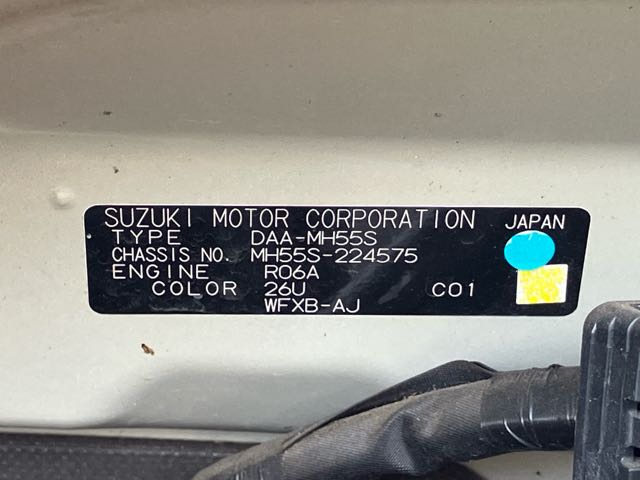 SUZUKI MOTOR CORPORATION JAPAN
TYPE DAA-MH55S
CHASSIS NO. MH55S-224575
ENGINE R06A
COLOR 26U C01
WFXB-AJ